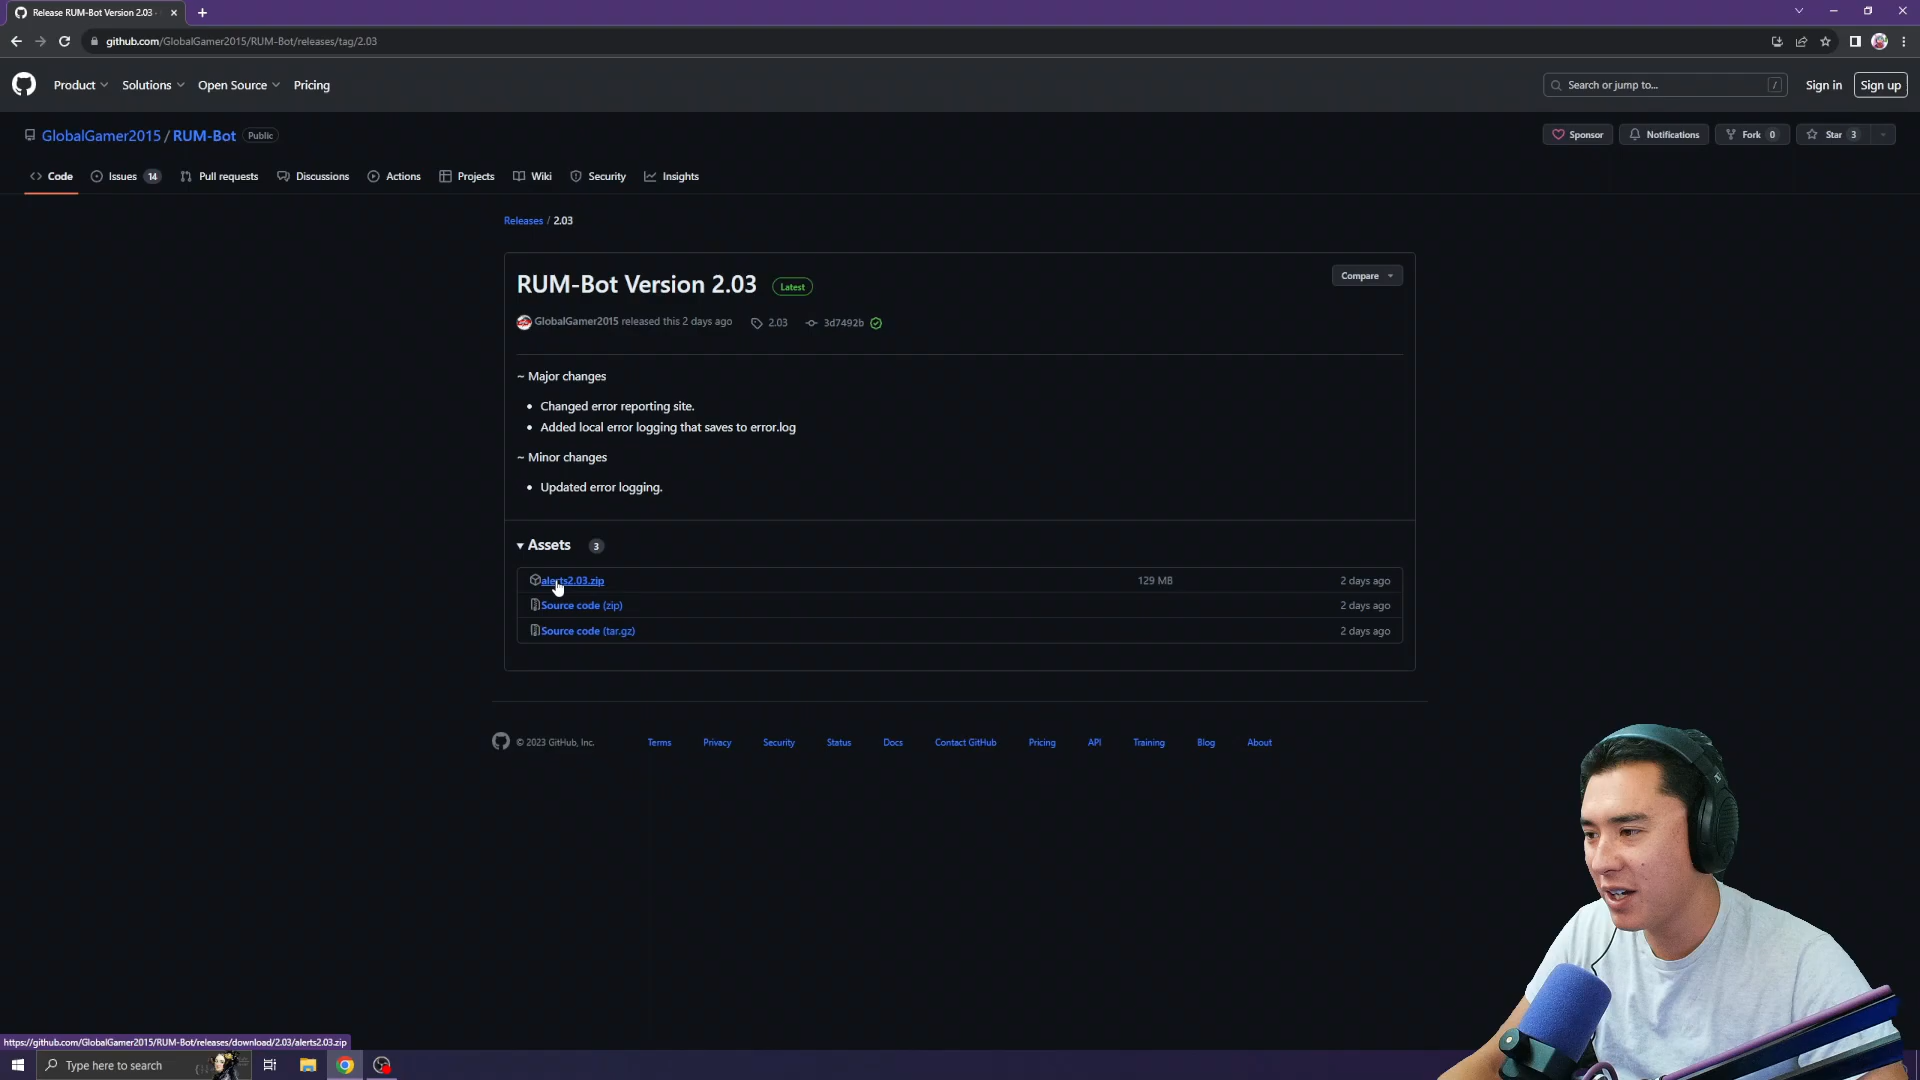 Release RUM-Bot Version 2.03
github.com/GlobalGamer2015/RUM-Bot/releases/tag/2.03
Product Solutions Open Source Pricing
Search or jump to... / Sign in Sign up
GlobalGamer2015 / RUM-Bot Public
Sponsor Notifications Fork 0 Star 3
Code Issues 14 Pull requests Discussions Actions Projects Wiki Security Insights
Releases / 2.03
RUM-Bot Version 2.03 Latest
Compare
GlobalGamer2015 released this 2 days ago 2.03 3d7492b
~ Major changes
• Changed error reporting site.
• Added local error logging that saves to error.log
~ Minor changes
• Updated error logging.
Assets 3
alerts2.03.zip 129 MB 2 days ago
Source code (zip) 2 days ago
Source code (tar.gz) 2 days ago
© 2023 GitHub, Inc. Terms Privacy Security Status Docs Contact GitHub Pricing API Training Blog About
https://github.com/GlobalGamer2015/RUM-Bot/releases/download/2.03/alerts2.03.zip
Type here to search